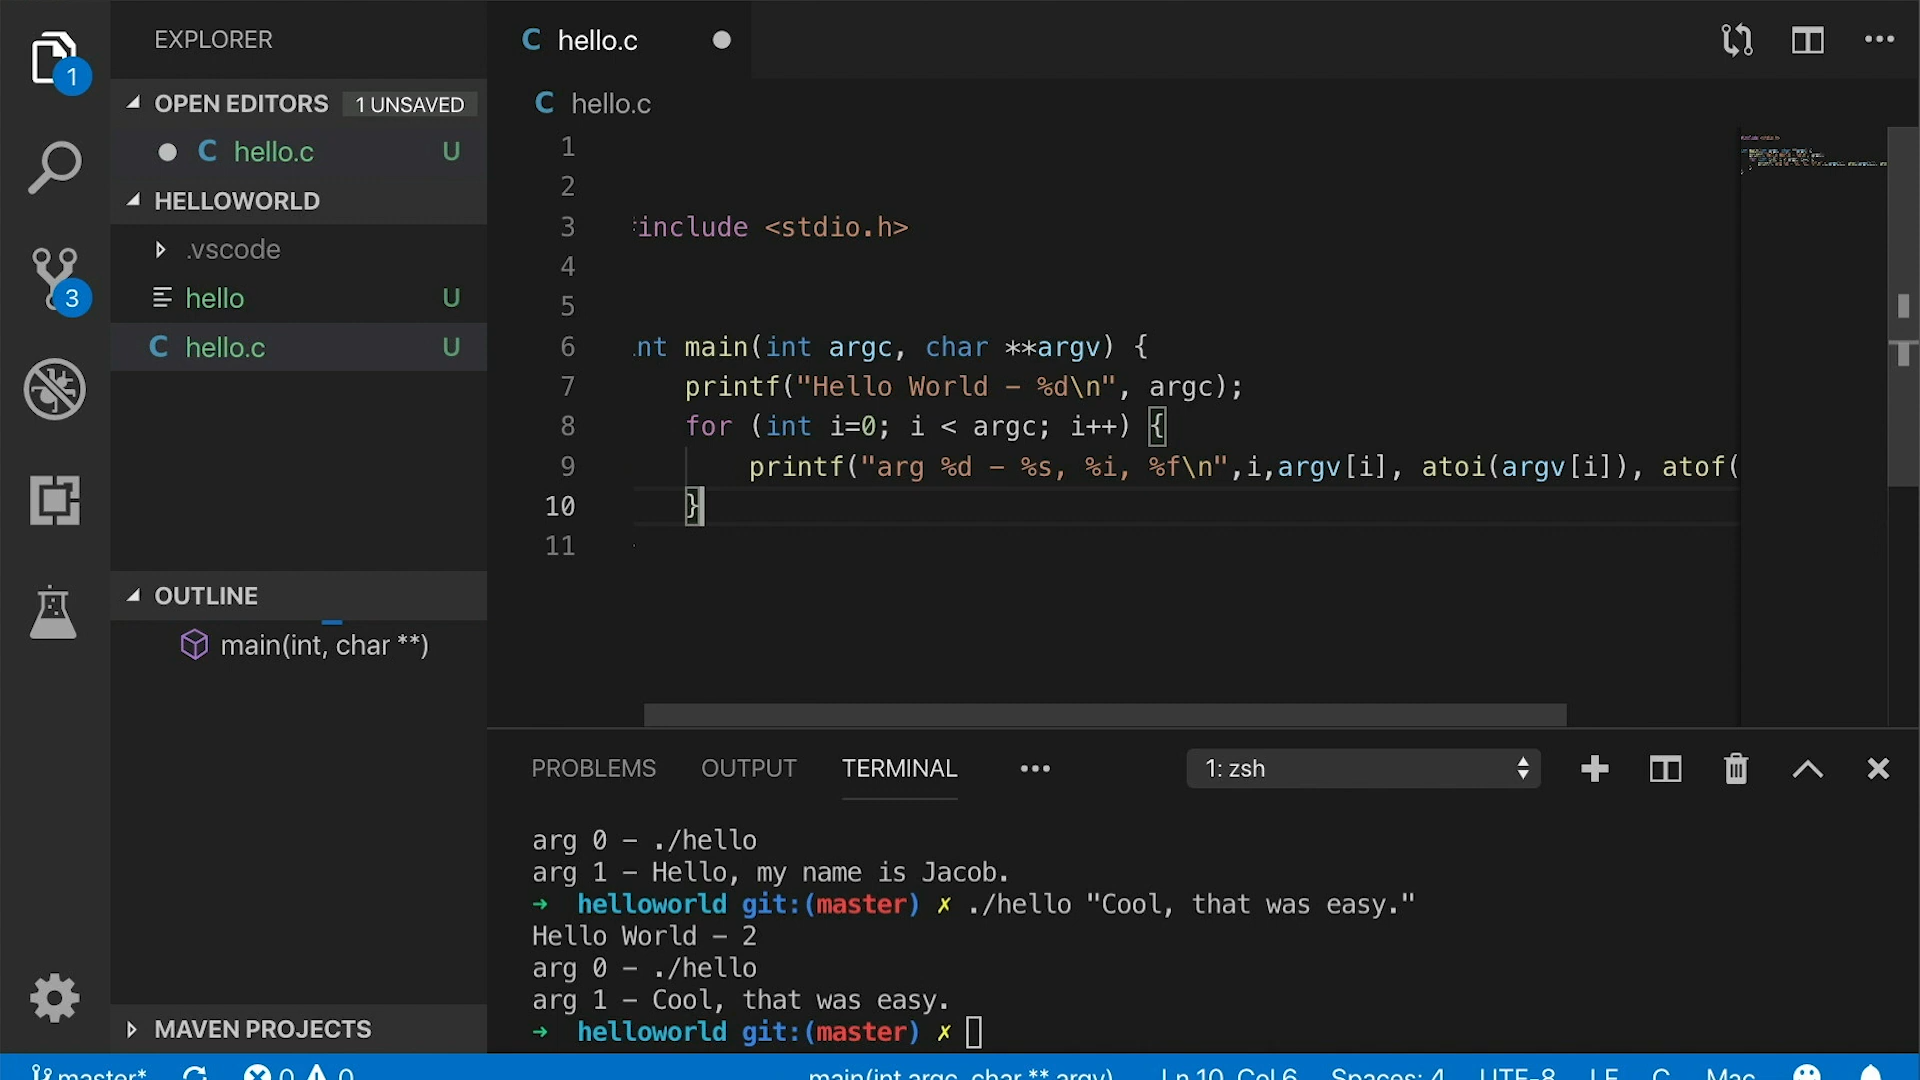 EXPLORER
hello.c
1
OPEN EDITORS 1 UNSAVED
C hello.c
C hello.c U
HELLOWORLD
.vscode
hello U
3
C hello.c U
OUTLINE
main(int, char **)
MAVEN PROJECTS
1
2
3 include <stdio.h>
4
5
6 nt main(int argc, char **argv) {
7 printf("Hello World – %d\n", argc);
8 for (int i=0; i < argc; i++) {
9 printf("arg %d – %s, %i, %f\n",i,argv[i], atoi(argv[i]), atof(
10 }
11
PROBLEMS OUTPUT TERMINAL ••• 1: zsh
arg 0 – ./hello
arg 1 – Hello, my name is Jacob.
➜ helloworld git:(master) ✗ ./hello "Cool, that was easy."
Hello World – 2
arg 0 – ./hello
arg 1 – Cool, that was easy.
➜ helloworld git:(master) ✗
master* 0 0 main(int argc, char ** argv) Ln 10, Col 6 Spaces: 4 UTF-8 LF C Mac